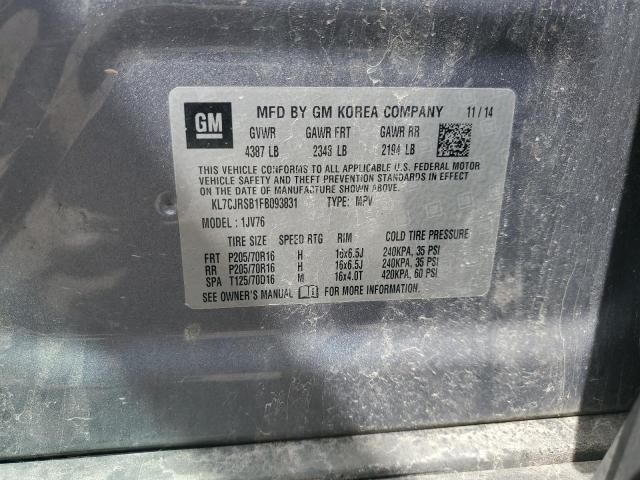 GM
MFD BY GM KOREA COMPANY 11/14
GVWR GAWR FRT GAWR RR
4387 LB 2343 LB 2194 LB
THIS VEHICLE CONFORMS TO ALL APPLICABLE U.S. FEDERAL MOTOR
VEHICLE SAFETY AND THEFT PREVENTION STANDARDS IN EFFECT
ON THE DATE OF MANUFACTURE SHOWN ABOVE.
KL7CJRSB1FB093831 TYPE: MPV
MODEL: 1JV76
TIRE SIZE SPEED RTG RIM COLD TIRE PRESSURE
FRT P205/70R16 H 16x6.5J 240KPA, 35 PSI
RR P205/70R16 H 16x6.5J 240KPA, 35 PSI
SPA T125/70D16 M 16x4.0T 420KPA, 60 PSI
SEE OWNER'S MANUAL FOR MORE INFORMATION.